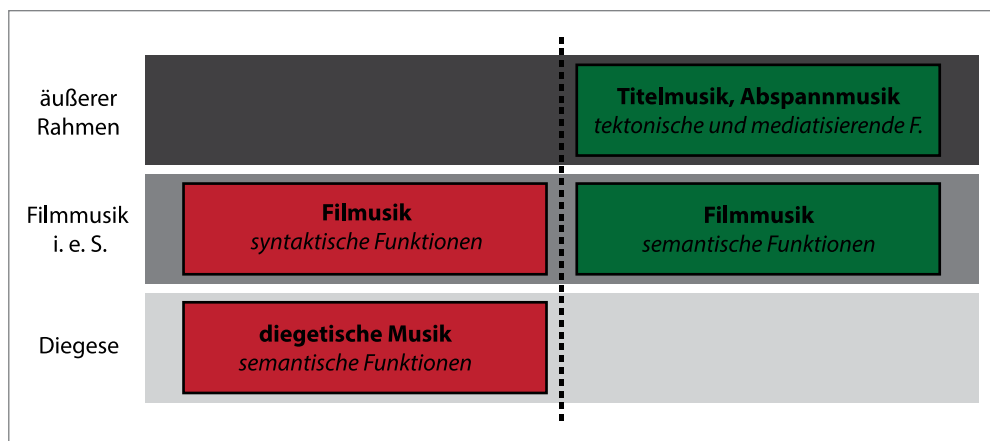 äußerer
Rahmen
Titelmusik, Abspannmusik
tektonische und mediatisierende F.
Filmmusik
i. e. S.
Filmusik
syntaktische Funktionen
Filmmusik
semantische Funktionen
Diegese
diegetische Musik
semantische Funktionen